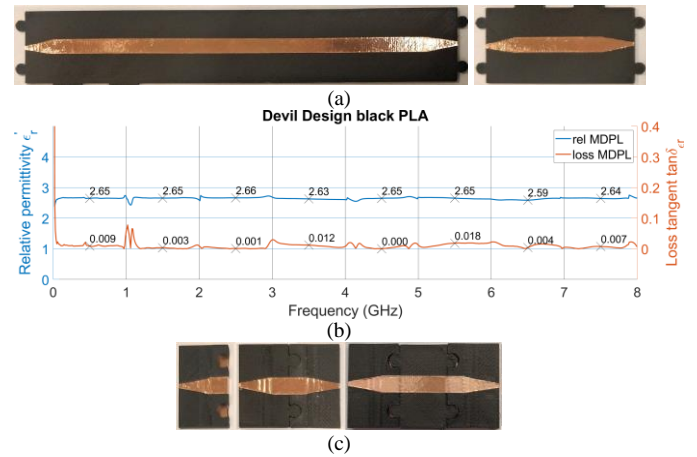 (a)
Devil Design black PLA
Relative permittivity ϵ'r
Loss tangent tanδϵr
rel MDPL
loss MDPL
4
3
2
1
0
0.4
0.3
0.2
0.1
0
2.65 2.65 2.66 2.63 2.65 2.65 2.59 2.64
0.009 0.003 0.001 0.012 0.000 0.018 0.004 0.007
0 1 2 3 4 5 6 7 8
Frequency (GHz)
(b)
(c)